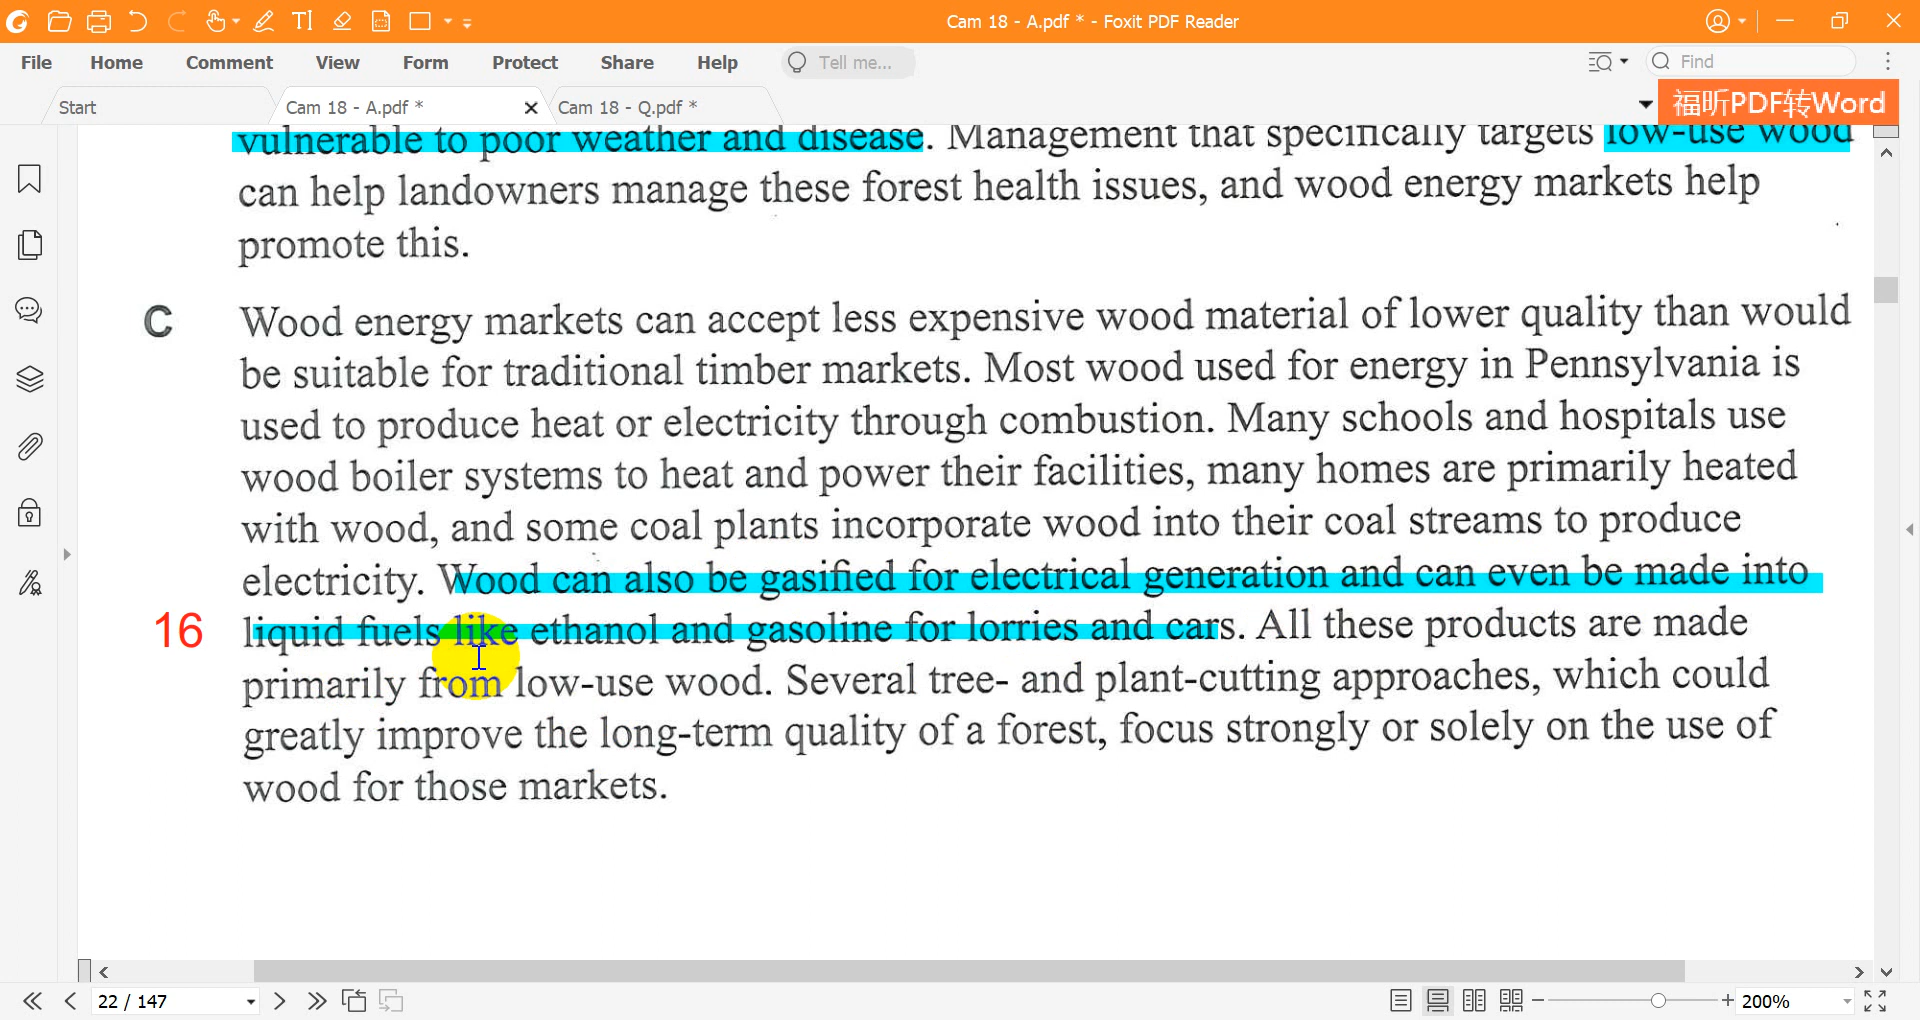 Cam 18 - A.pdf * - Foxit PDF Reader
File Home Comment View Form Protect Share Help Tell me... Find
Start Cam 18 - A.pdf * Cam 18 - Q.pdf * 福昕PDF转Word
vulnerable to poor weather and disease. Management that specifically targets low-use wood
can help landowners manage these forest health issues, and wood energy markets help
promote this.
C Wood energy markets can accept less expensive wood material of lower quality than would
be suitable for traditional timber markets. Most wood used for energy in Pennsylvania is
used to produce heat or electricity through combustion. Many schools and hospitals use
wood boiler systems to heat and power their facilities, many homes are primarily heated
with wood, and some coal plants incorporate wood into their coal streams to produce
electricity. Wood can also be gasified for electrical generation and can even be made into
16 liquid fuels like ethanol and gasoline for lorries and cars. All these products are made
primarily from low-use wood. Several tree- and plant-cutting approaches, which could
greatly improve the long-term quality of a forest, focus strongly or solely on the use of
wood for those markets.
22 / 147 200%